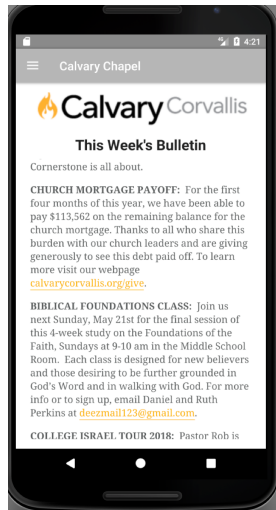 4:21
Calvary Chapel
Calvary Corvallis
This Week's Bulletin
Cornerstone is all about.
CHURCH MORTGAGE PAYOFF: For the first
four months of this year, we have been able to
pay $113,562 on the remaining balance for the
church mortgage. Thanks to all who share this
burden with our church leaders and are giving
generously to see this debt paid off. To learn
more visit our webpage
calvarycorvallis.org/give.
BIBLICAL FOUNDATIONS CLASS: Join us
next Sunday, May 21st for the final session of
this 4-week study on the Foundations of the
Faith, Sundays at 9-10 am in the Middle School
Room. Each class is designed for new believers
and those desiring to be further grounded in
God's Word and in walking with God. For more
info or to sign up, email Daniel and Ruth
Perkins at deezmail123@gmail.com.
COLLEGE ISRAEL TOUR 2018: Pastor Rob is